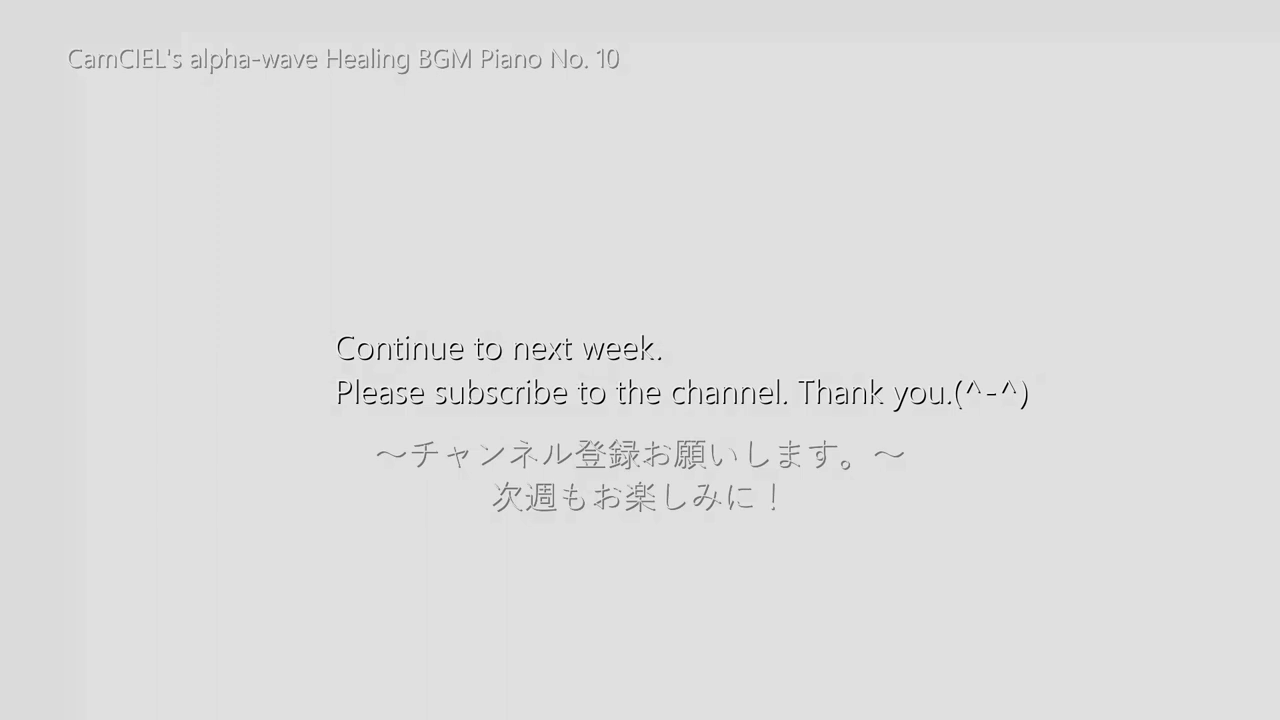 CamCIEL's alpha-wave Healing BGM Piano No. 10
Continue to next week.
Please subscribe to the channel. Thank you.(^-^)
～チャンネル登録お願いします。～
次週もお楽しみに！